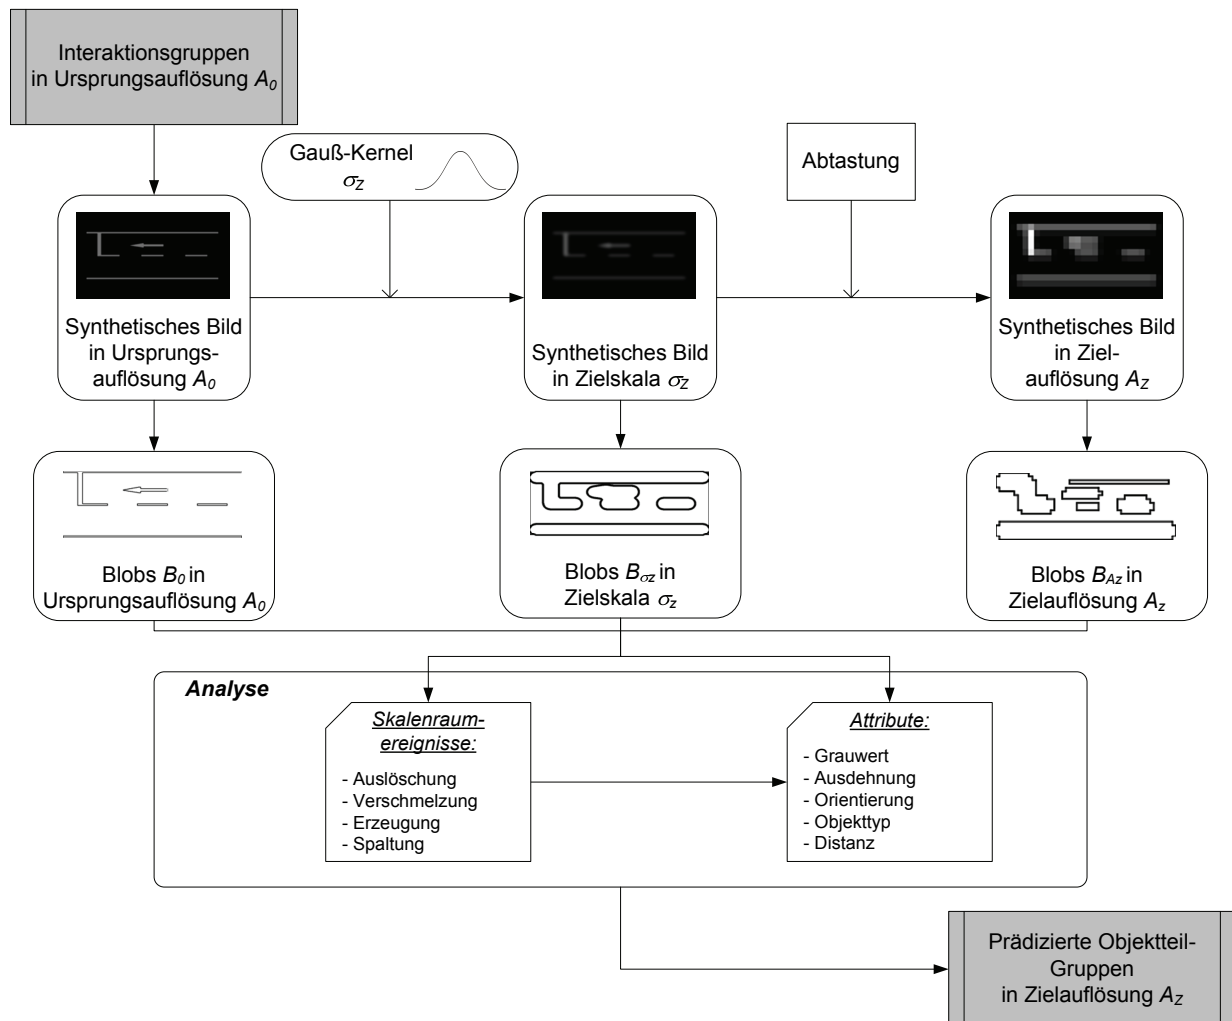 Interaktionsgruppen
in Ursprungsauflösung A0
Gauß-Kernel
σZ
Abtastung
Synthetisches Bild
in Ursprungs-
auflösung A0
Synthetisches Bild
in Zielskala σZ
Synthetisches Bild
in Ziel-
auflösung AZ
Blobs B0 in
Ursprungsauflösung A0
Blobs Bσz in
Zielskala σz
Blobs BAz in
Zielauflösung Az
Analyse
Skalenraum-
ereignisse:
- Auslöschung
- Verschmelzung
- Erzeugung
- Spaltung
Attribute:
- Grauwert
- Ausdehnung
- Orientierung
- Objekttyp
- Distanz
Prädizierte Objektteil-
Gruppen
in Zielauflösung AZ